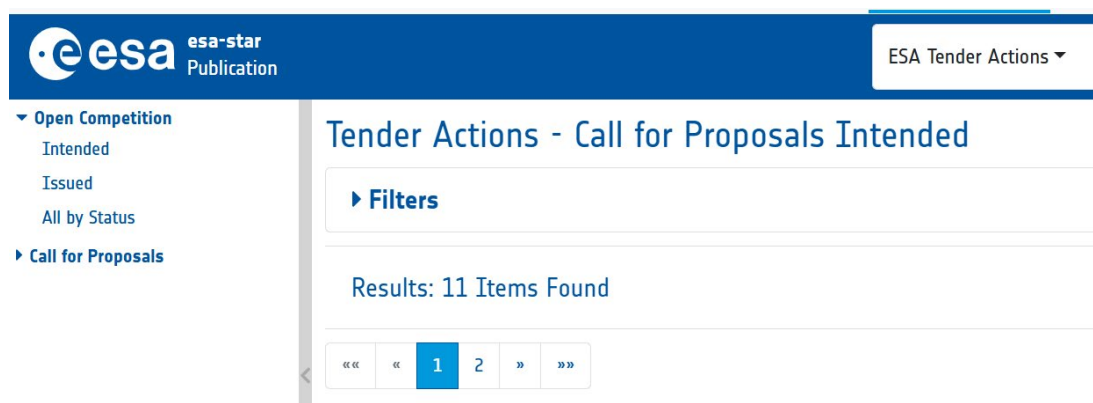 esa
esa-star
Publication
ESA Tender Actions
Open Competition
Intended
Issued
All by Status
Call for Proposals
Tender Actions - Call for Proposals Intended
Filters
Results: 11 Items Found
«« « 1 2 » »»